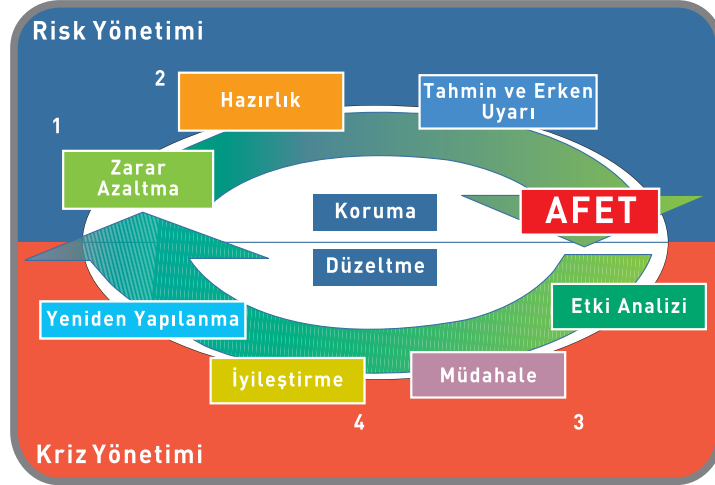 Risk Yönetimi
2
Hazırlık
Tahmin ve Erken
Uyarı
1
Zarar
Azaltma
Koruma
AFET
Düzeltme
Yeniden Yapılanma
Etki Analizi
İyileştirme
Müdahale
4
3
Kriz Yönetimi